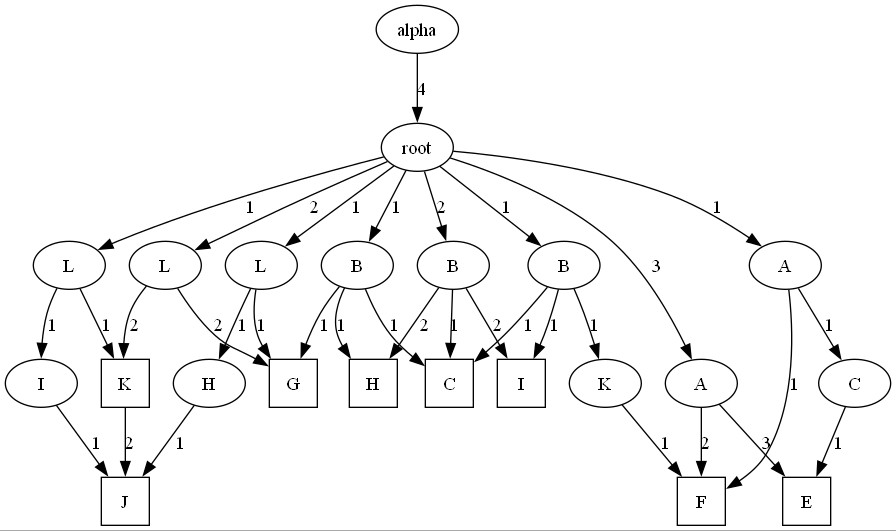 alpha
4
root
1 2 1 1 2 1 3 1
L L L B B B A
1 1 2 2 1 1 1 1 1 2 1 2 1 1 1 1 1
I K H G H C I K A C
1 2 1 1 2 3 1
J F E